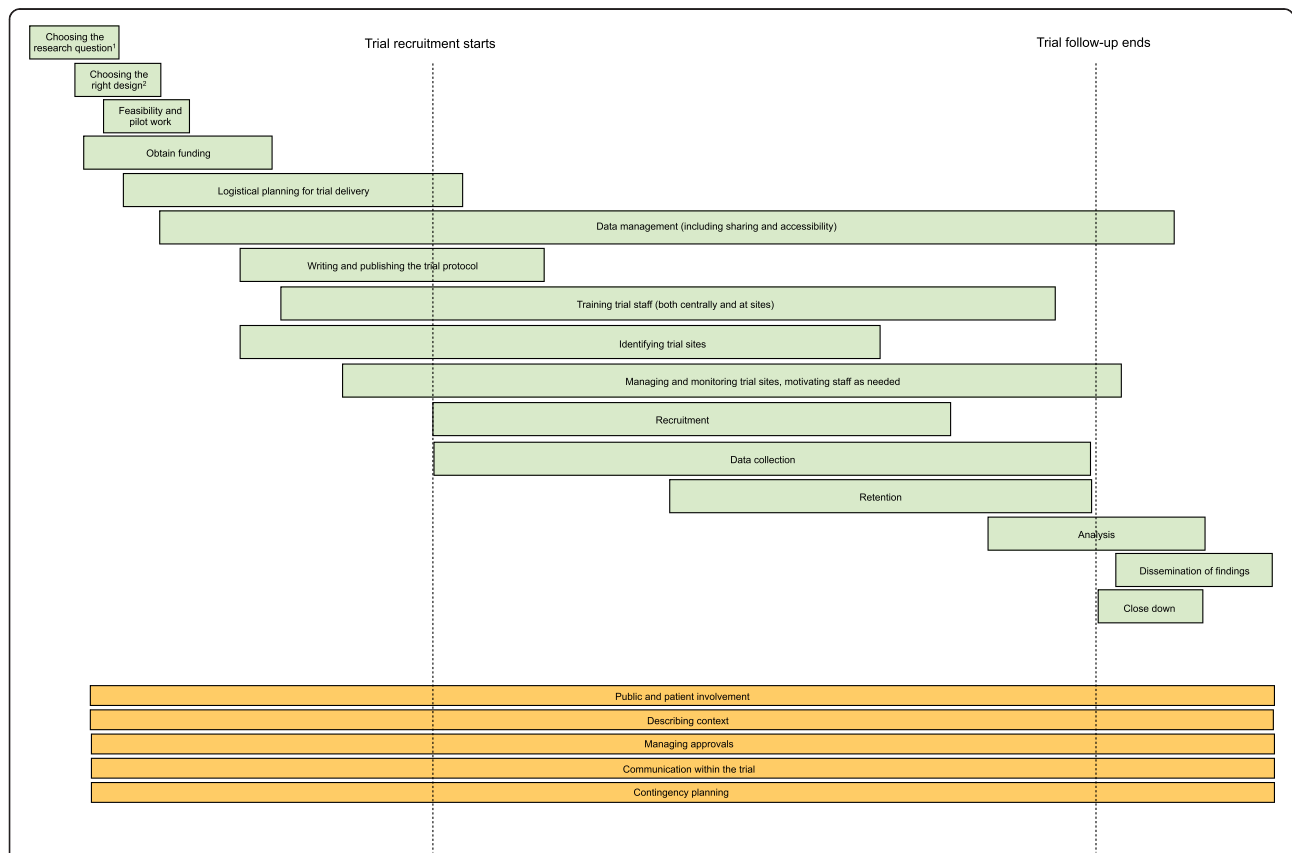 Choosing the
research question¹
Trial recruitment starts
Trial follow-up ends
Choosing the
right design²
Feasibility and
pilot work
Obtain funding
Logistical planning for trial delivery
Data management (including sharing and accessibility)
Writing and publishing the trial protocol
Training trial staff (both centrally and at sites)
Identifying trial sites
Managing and monitoring trial sites, motivating staff as needed
Recruitment
Data collection
Retention
Analysis
Dissemination of findings
Close down
Public and patient involvement
Describing context
Managing approvals
Communication within the trial
Contingency planning